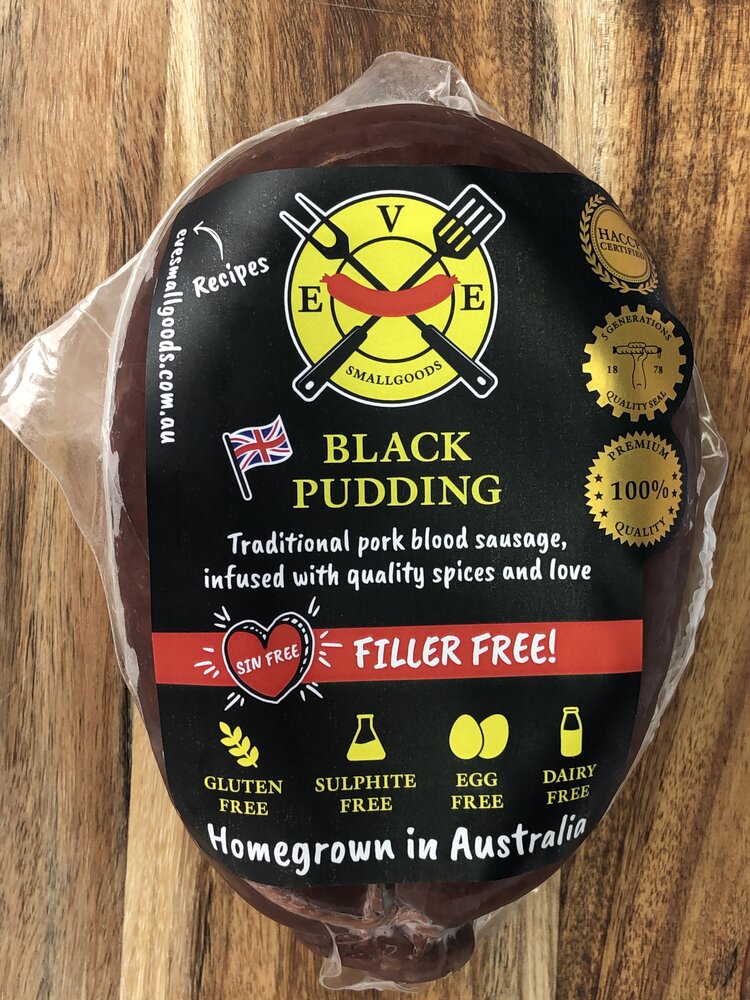 V
E E
SMALLGOODS
Recipes
evesmallgoods.com.au
HACCP
CERTIFIED
5 GENERATIONS
18 78
QUALITY SEAL
PREMIUM
100%
QUALITY
BLACK
PUDDING
Traditional pork blood sausage,
infused with quality spices and love
SIN FREE
FILLER FREE!
GLUTEN
FREE
SULPHITE
FREE
EGG
FREE
DAIRY
FREE
Homegrown in Australia